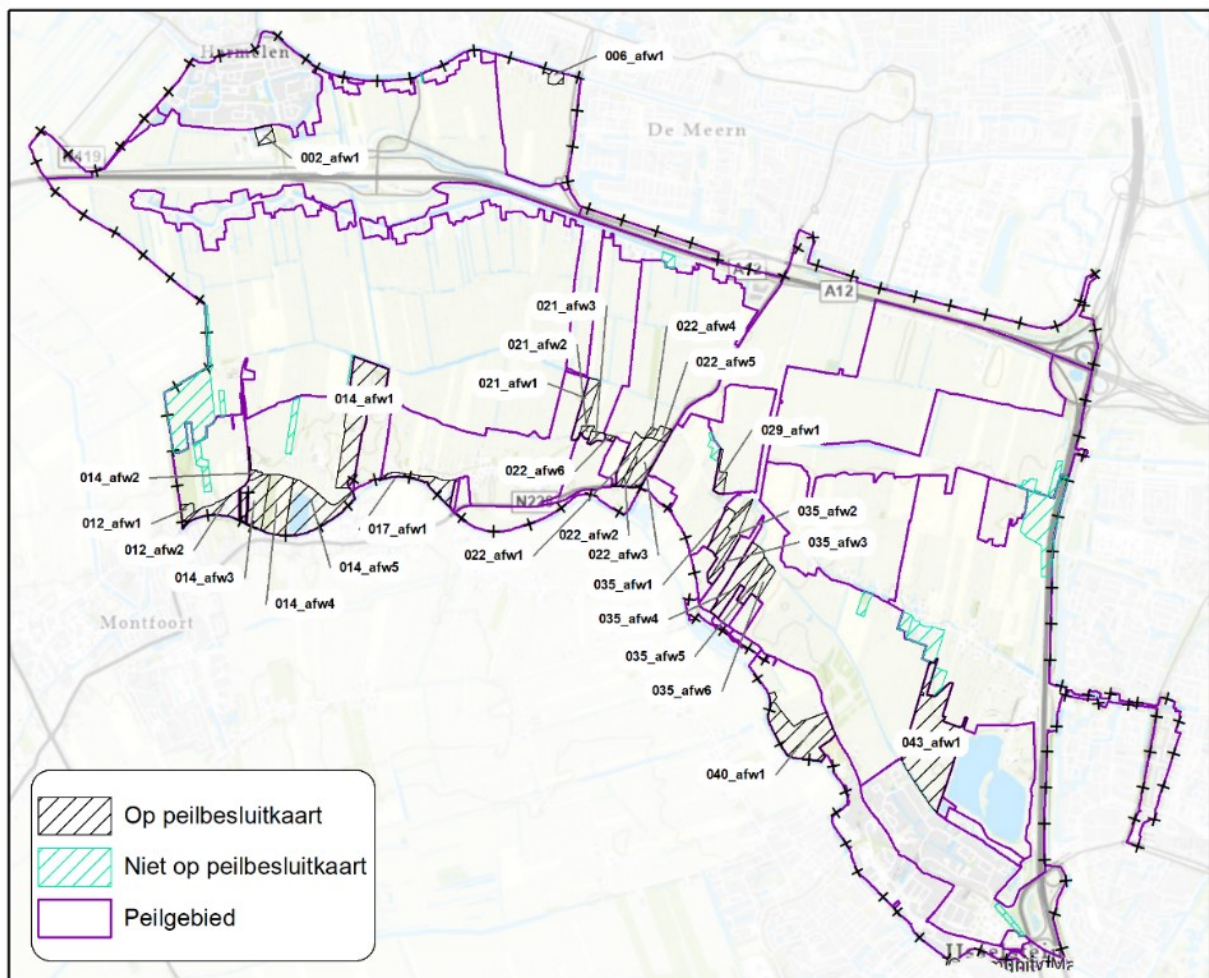 Harmelen
006_afw1
De Meern
002_afw1
N419
A12
A12
021_afw3
021_afw2
021_afw1
022_afw4
022_afw5
014_afw1
029_afw1
022_afw6
014_afw2
012_afw1
012_afw2
014_afw3
014_afw4
014_afw5
017_afw1
N228
022_afw1
022_afw2
022_afw3
035_afw2
035_afw3
035_afw1
035_afw4
035_afw5
035_afw6
Montfoort
043_afw1
040_afw1
Op peilbesluitkaart
Niet op peilbesluitkaart
Peilgebied
IJsselstein